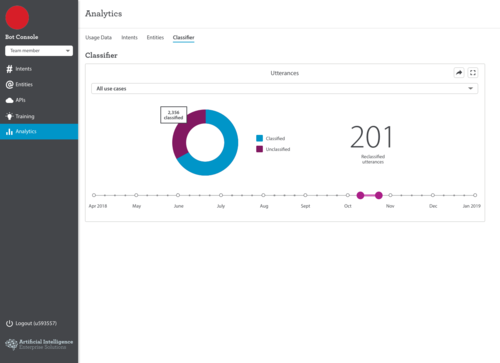 Bot Console
Team member
Intents
Entities
APIs
Training
Analytics
Logout (u593557)
Artificial Intelligence
Enterprise Solutions
Analytics
Usage Data Intents Entities Classifier
Classifier
Utterances
All use cases
2,556
classified
Classified
Unclassified
201
Reclassified
utterances
Apr 2018 May June July Aug Sept Oct Nov Dec Jan 2019